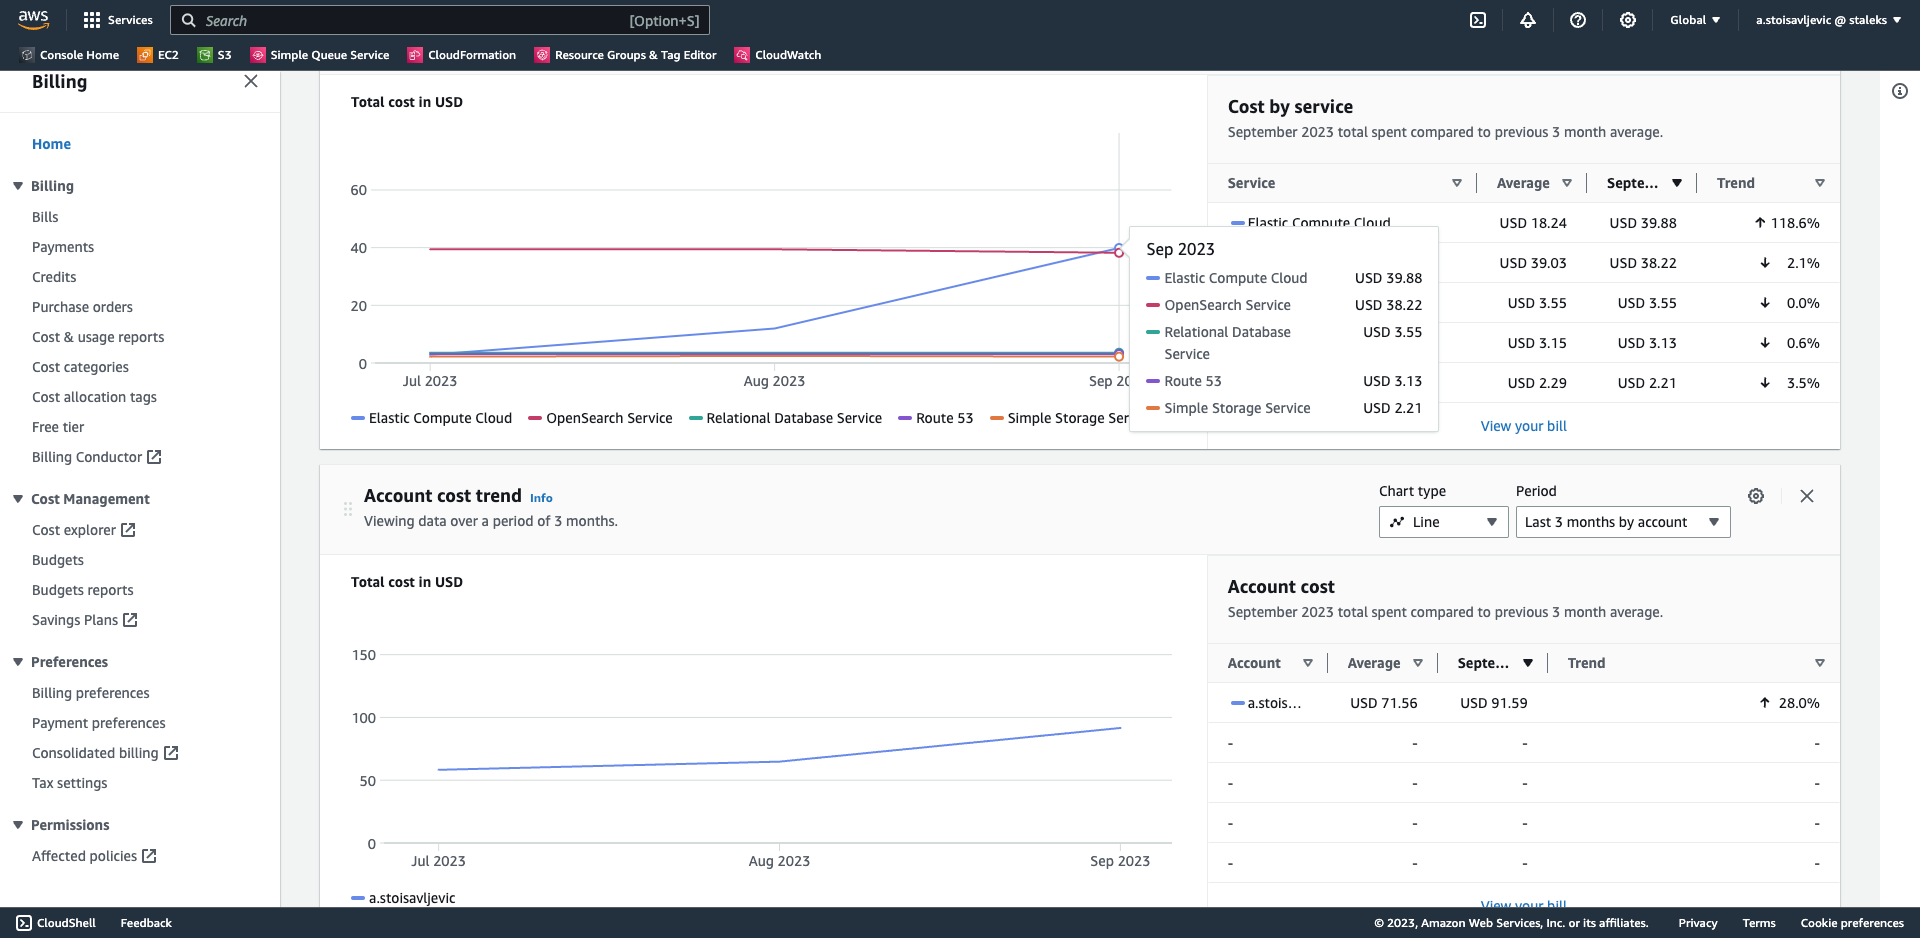 aws
Services
Search
[Option+S]
Global
a.stoisavljevic @ staleks
Console Home
EC2
S3
Simple Queue Service
CloudFormation
Resource Groups & Tag Editor
CloudWatch
Billing
Home
Billing
Bills
Payments
Credits
Purchase orders
Cost & usage reports
Cost categories
Cost allocation tags
Free tier
Billing Conductor
Cost Management
Cost explorer
Budgets
Budgets reports
Savings Plans
Preferences
Billing preferences
Payment preferences
Consolidated billing
Tax settings
Permissions
Affected policies
Total cost in USD
60
40
20
0
Jul 2023
Aug 2023
Sep 20
Elastic Compute Cloud
OpenSearch Service
Relational Database Service
Route 53
Simple Storage Ser
Sep 2023
Elastic Compute Cloud USD 39.88
OpenSearch Service USD 38.22
Relational Database USD 3.55
Service
Route 53 USD 3.13
Simple Storage Service USD 2.21
Cost by service
September 2023 total spent compared to previous 3 month average.
Service Average Septe... Trend
Elastic Compute Cloud USD 18.24 USD 39.88 118.6%
USD 39.03 USD 38.22 2.1%
USD 3.55 USD 3.55 0.0%
USD 3.15 USD 3.13 0.6%
USD 2.29 USD 2.21 3.5%
View your bill
Account cost trend Info
Viewing data over a period of 3 months.
Chart type
Line
Period
Last 3 months by account
Total cost in USD
150
100
50
0
Jul 2023
Aug 2023
Sep 2023
a.stoisavljevic
Account cost
September 2023 total spent compared to previous 3 month average.
Account Average Septe... Trend
a.stois... USD 71.56 USD 91.59 28.0%
- - - -
- - - -
- - - -
- - - -
View your bill
CloudShell
Feedback
© 2023, Amazon Web Services, Inc. or its affiliates.
Privacy
Terms
Cookie preferences